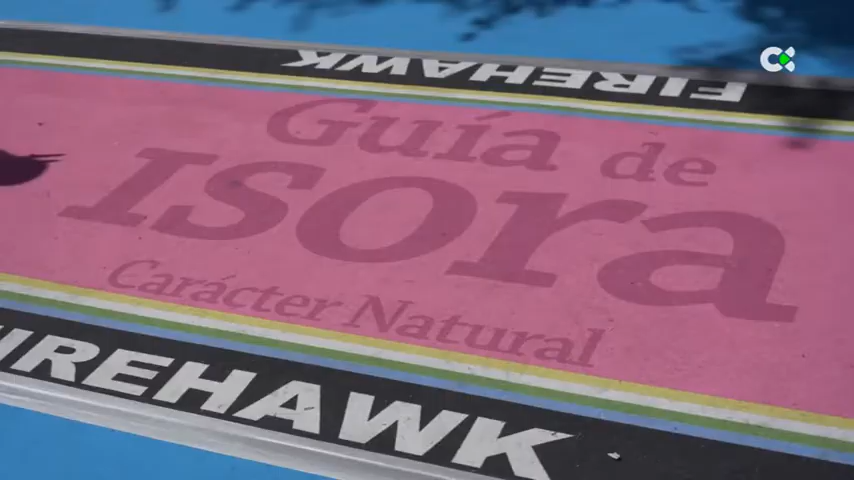 FIREHAWK
Guía de
ISora
Carácter Natural
FIREHAWK